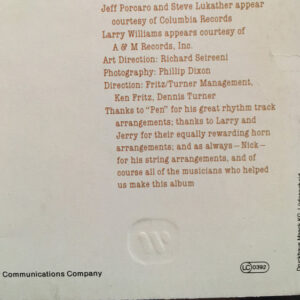 Jeff Porcaro and Steve Lukather appear
courtesy of Columbia Records
Larry Williams appears courtesy of
A & M Records, Inc.
Art Direction: Richard Seireeni
Photography: Phillip Dixon
Direction: Fritz/Turner Management,
Ken Fritz, Dennis Turner
Thanks to "Pen" for his great rhythm track
arrangements; thanks to Larry and
Jerry for their equally rewarding horn
arrangements; and as always—Nick—
for his string arrangements, and of
course all of the musicians who helped
us make this album
Communications Company
LC 0392